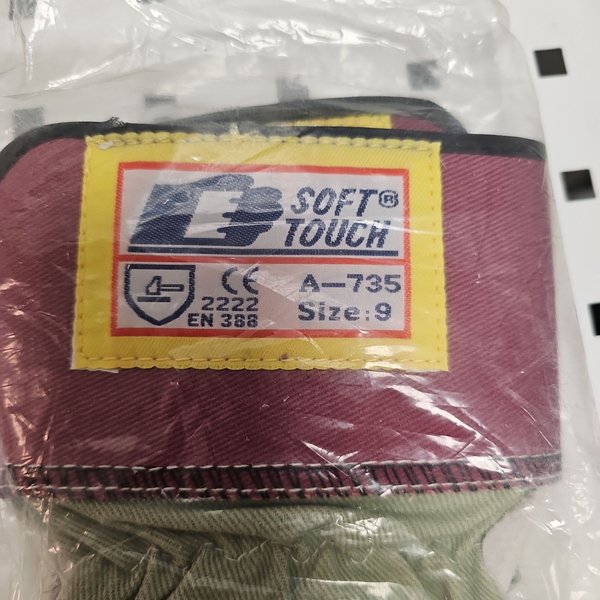 SOFT®
TOUCH
CE
2222
EN 388
A-735
Size:9